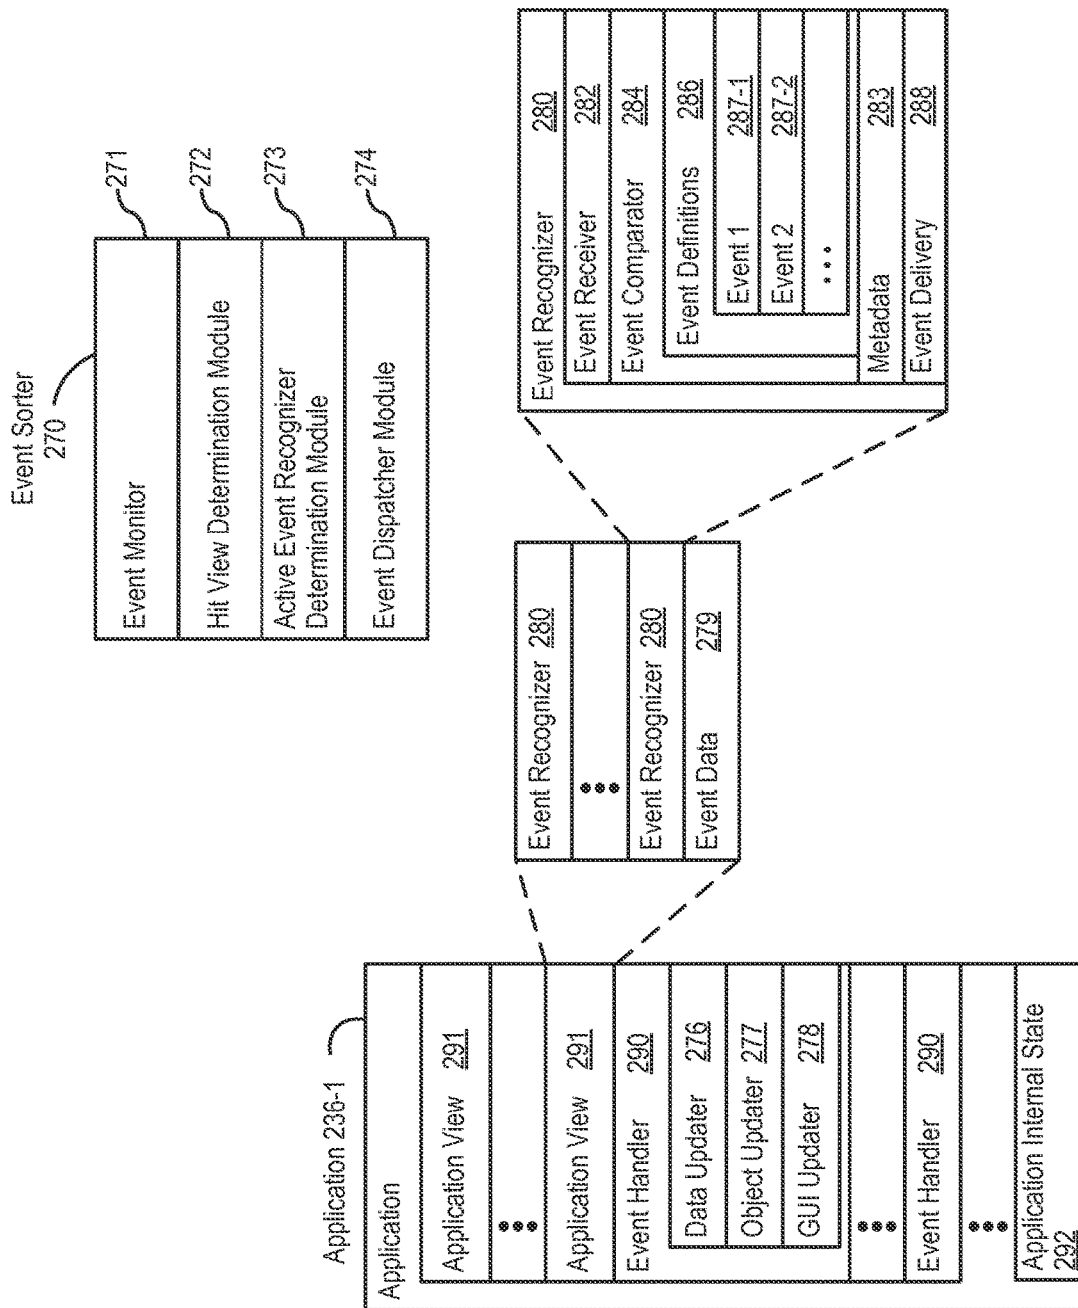 Event Sorter
270
Event Monitor
271
Hit View Determination Module
272
Active Event Recognizer
Determination Module
273
Event Dispatcher Module
274
Application 236-1
Application
Application View 291
•••
Application View 291
Event Handler 290
Data Updater 276
Object Updater 277
GUI Updater 278
•••
Event Handler 290
•••
Application Internal State
292
Event Recognizer 280
•••
Event Recognizer 280
Event Data 279
Event Recognizer 280
Event Receiver 282
Event Comparator 284
Event Definitions 286
Event 1 287-1
Event 2 287-2
•••
Metadata 283
Event Delivery 288